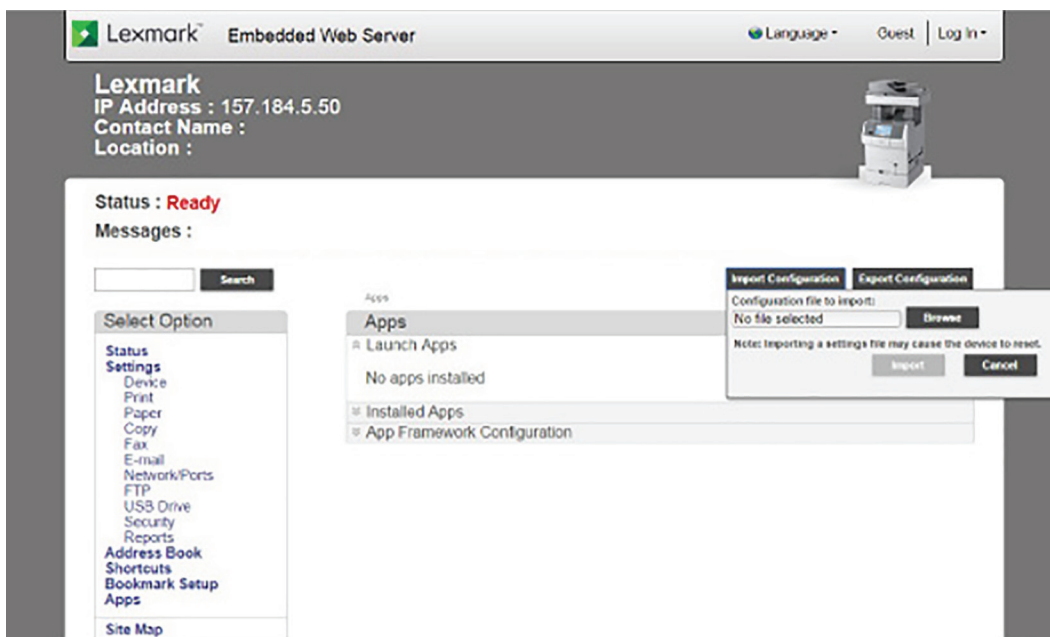 Lexmark™ Embedded Web Server Language Guest Log In
Lexmark
IP Address : 157.184.5.50
Contact Name :
Location :
Status : Ready
Messages :
Search
Import Configuration Export Configuration
Configuration file to import:
No file selected Browse
Note: Importing a settings file may cause the device to reset.
Import Cancel
Apps
Apps
Launch Apps
No apps installed
Installed Apps
App Framework Configuration
Select Option
Status
Settings
Device
Print
Paper
Copy
Fax
E-mail
Network/Ports
FTP
USB Drive
Security
Reports
Address Book
Shortcuts
Bookmark Setup
Apps
Site Map